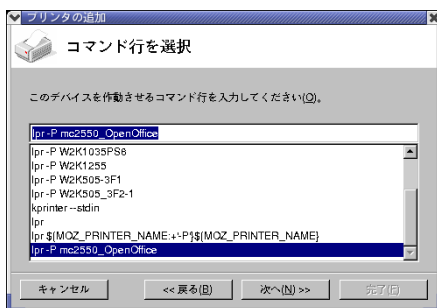 プリンタの追加
コマンド行を選択
このデバイスを作動させるコマンド行を入力してください(O)。
lpr -P mc2550_OpenOffice
lpr -P W2K1035PS6
lpr -P W2K1255
lpr -P W2K505-3F1
lpr -P W2K505_3F2-1
kprinter --stdin
lpr
lpr ${MOZ_PRINTER_NAME:+'-P'}${MOZ_PRINTER_NAME}
lpr -P mc2550_OpenOffice
キャンセル
<< 戻る(B)
次へ(N) >>
完了(F)